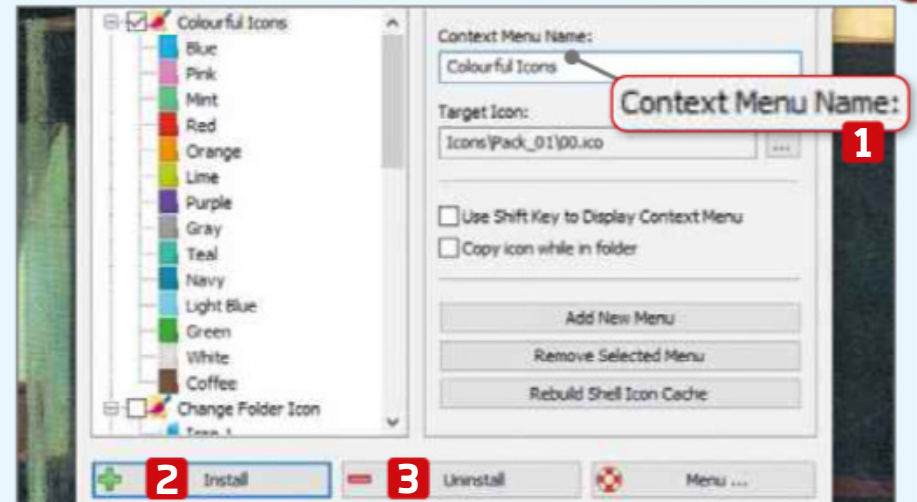 Colourful Icons
Blue
Pink
Mint
Red
Orange
Lime
Purple
Gray
Teal
Navy
Light Blue
Green
White
Coffee
Change Folder Icon
Context Menu Name:
Colourful Icons
Context Menu Name:
1
Target Icon:
Icons\Pack_01\00.ico
...
Use Shift Key to Display Context Menu
Copy icon while in folder
Add New Menu
Remove Selected Menu
Rebuild Shell Icon Cache
2 Install
3 Uninstall
Menu ...